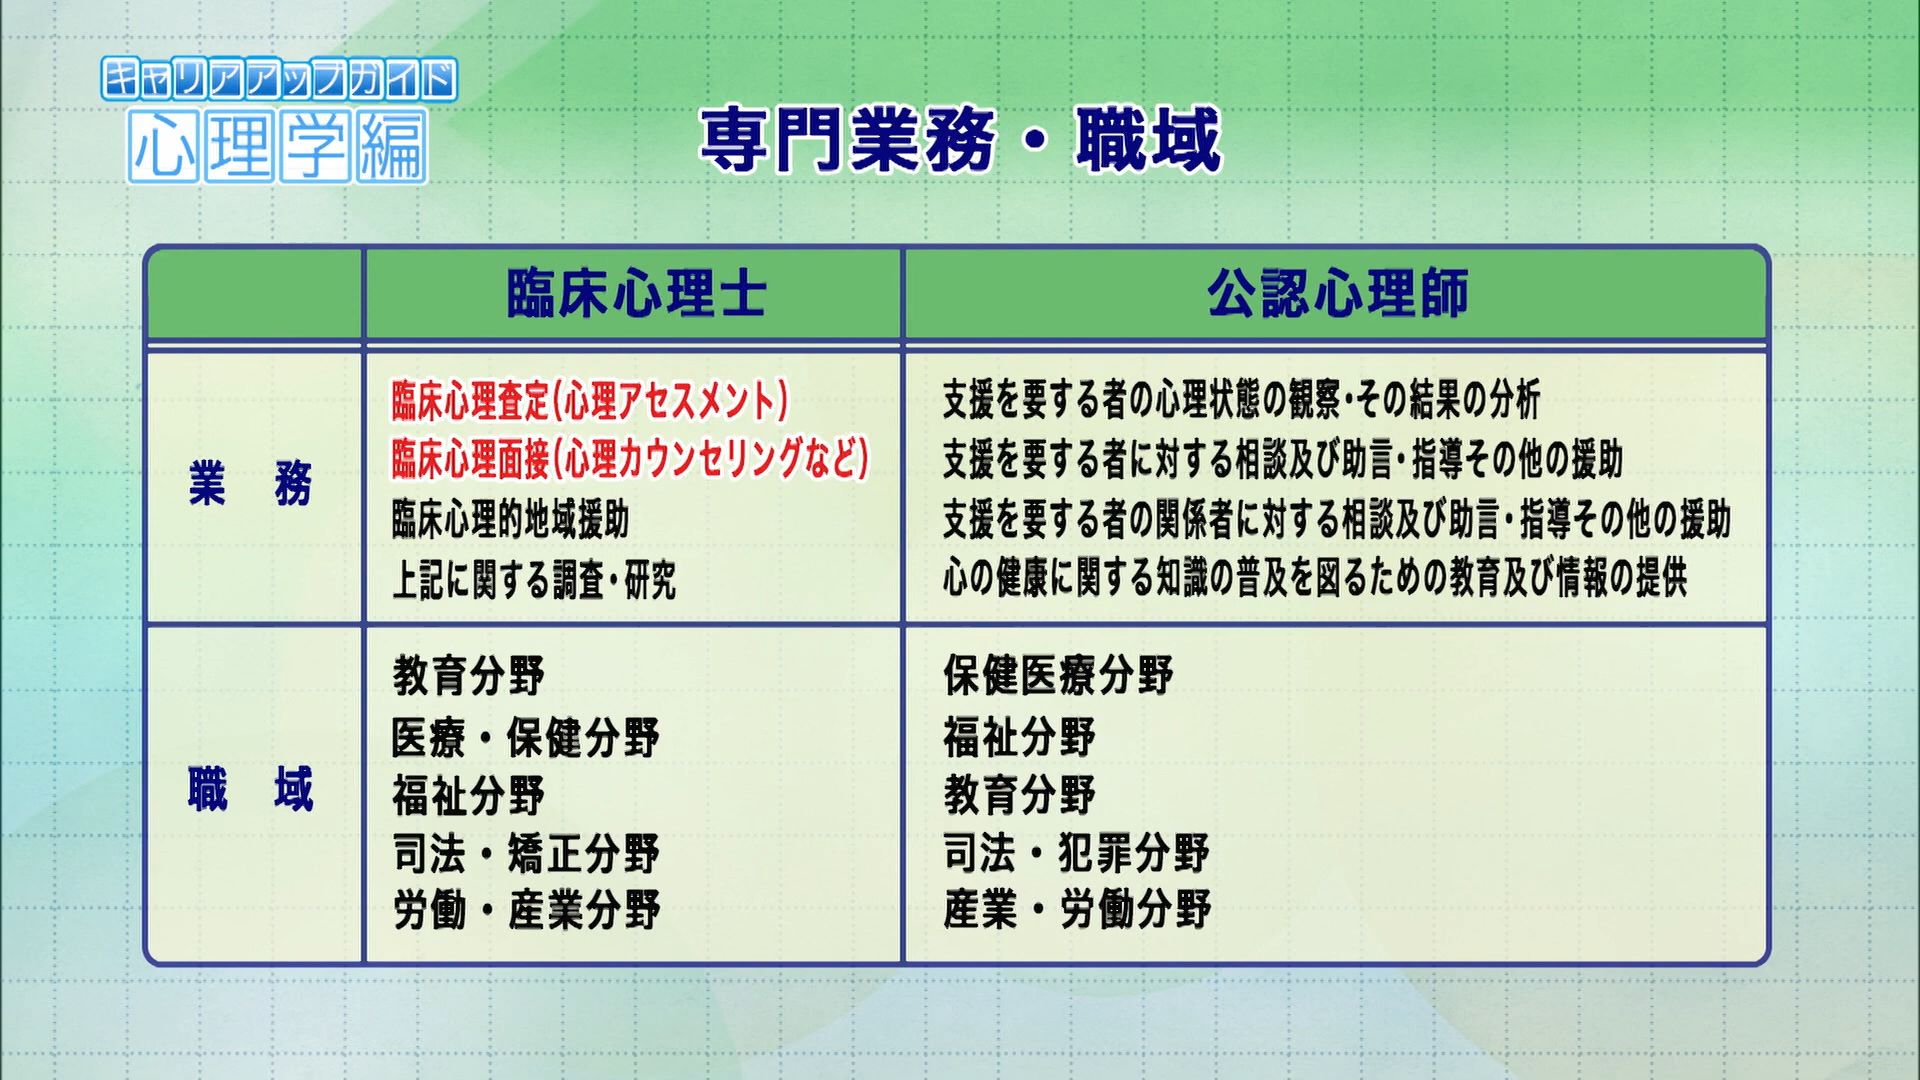 キャリアアップガイド
心理学編
専門業務・職域
臨床心理士
公認心理師
業　務
臨床心理査定(心理アセスメント)
臨床心理面接(心理カウンセリングなど)
臨床心理的地域援助
上記に関する調査・研究
支援を要する者の心理状態の観察・その結果の分析
支援を要する者に対する相談及び助言・指導その他の援助
支援を要する者の関係者に対する相談及び助言・指導その他の援助
心の健康に関する知識の普及を図るための教育及び情報の提供
職　域
教育分野
医療・保健分野
福祉分野
司法・矯正分野
労働・産業分野
保健医療分野
福祉分野
教育分野
司法・犯罪分野
産業・労働分野